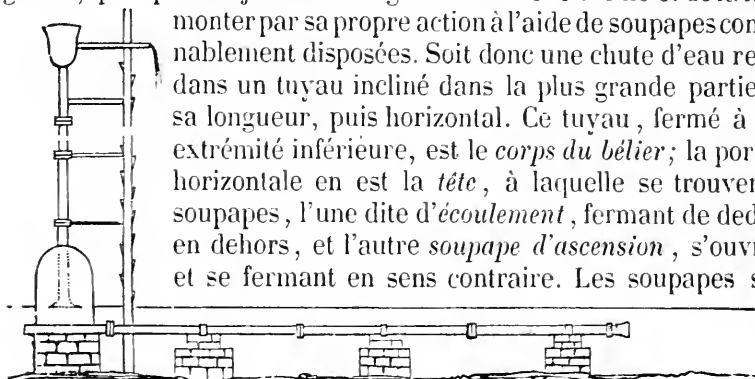 monter par sa propre action à l'aide de soupapes con
nablement disposées. Soit donc une chute d'eau re
dans un tuyau incliné dans la plus grande partie
sa longueur, puis horizontal. Ce tuyau, fermé à
extrémité inférieure, est le corps du bélier; la por
horizontale en est la tête, à laquelle se trouver
soupapes, l'une dite d'écoulement, fermant de ded
en dehors, et l'autre soupape d'ascension, s'ouvr
et se fermant en sens contraire. Les soupapes s